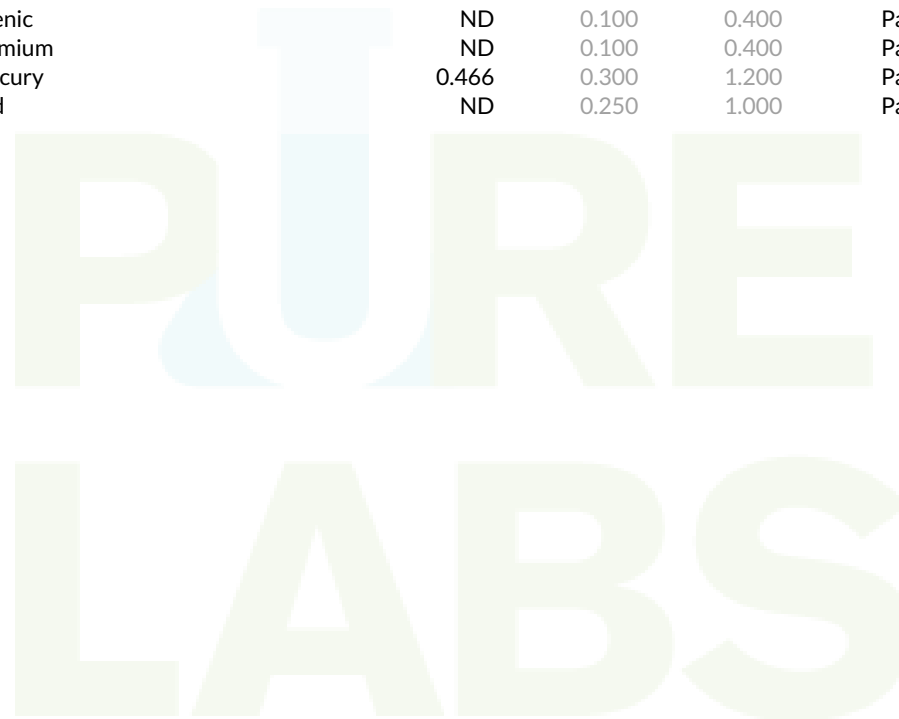 enic ND 0.100 0.400 Pa
mium ND 0.100 0.400 Pa
cury 0.466 0.300 1.200 Pa
d ND 0.250 1.000 Pa
PURE
LABS